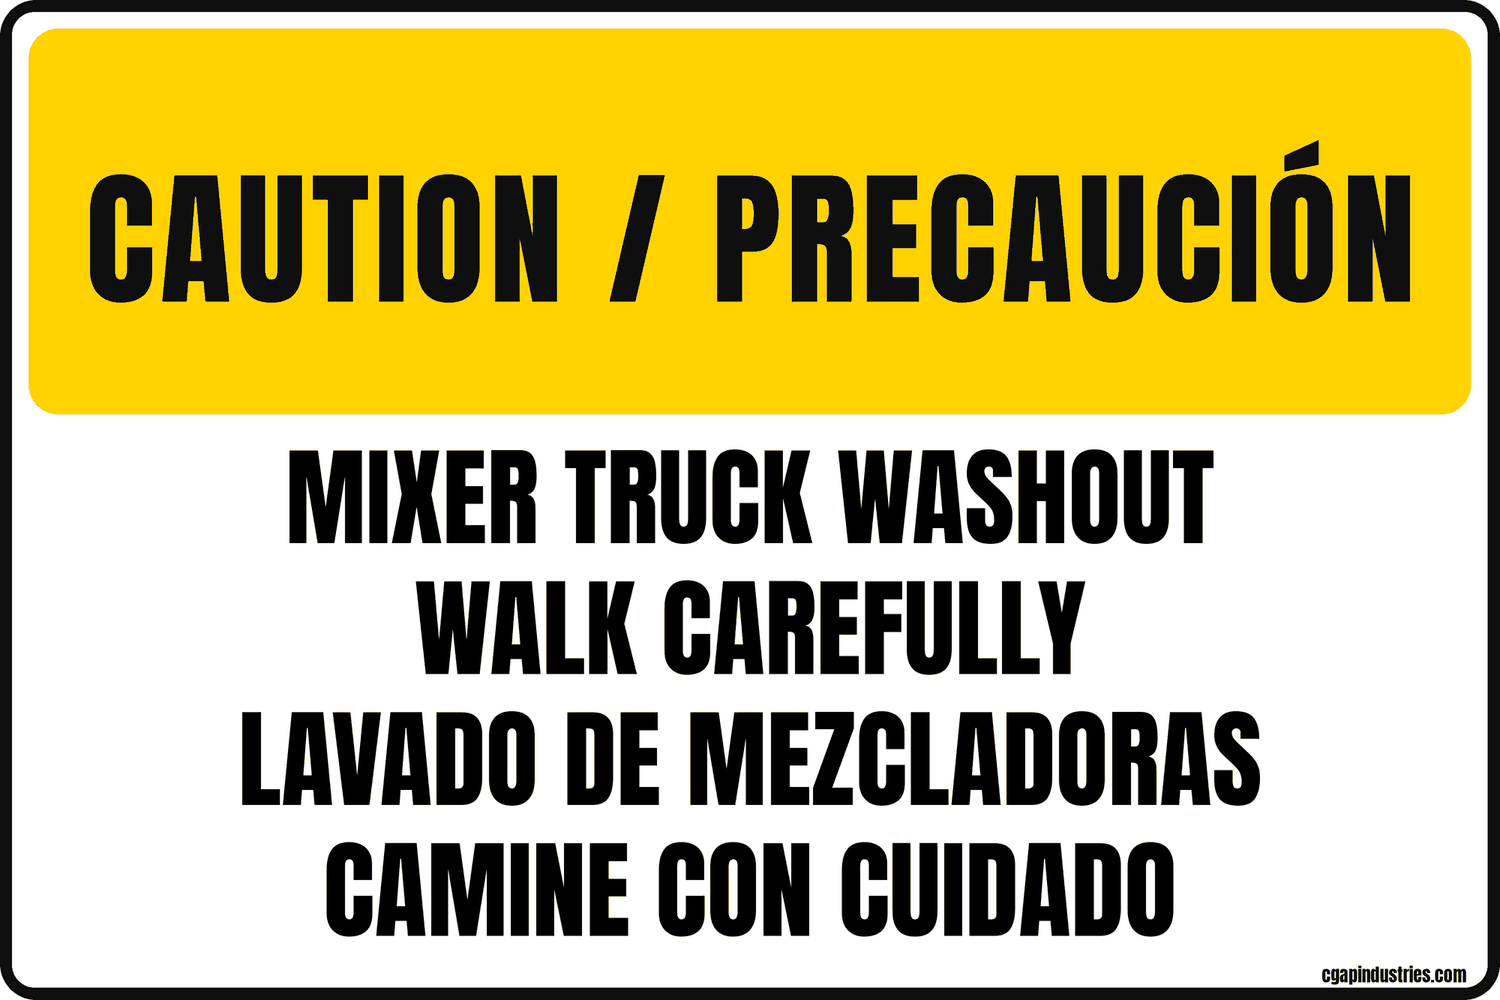 CAUTION / PRECAUCIÓN
MIXER TRUCK WASHOUT
WALK CAREFULLY
LAVADO DE MEZCLADORAS
CAMINE CON CUIDADO
cgapindustries.com